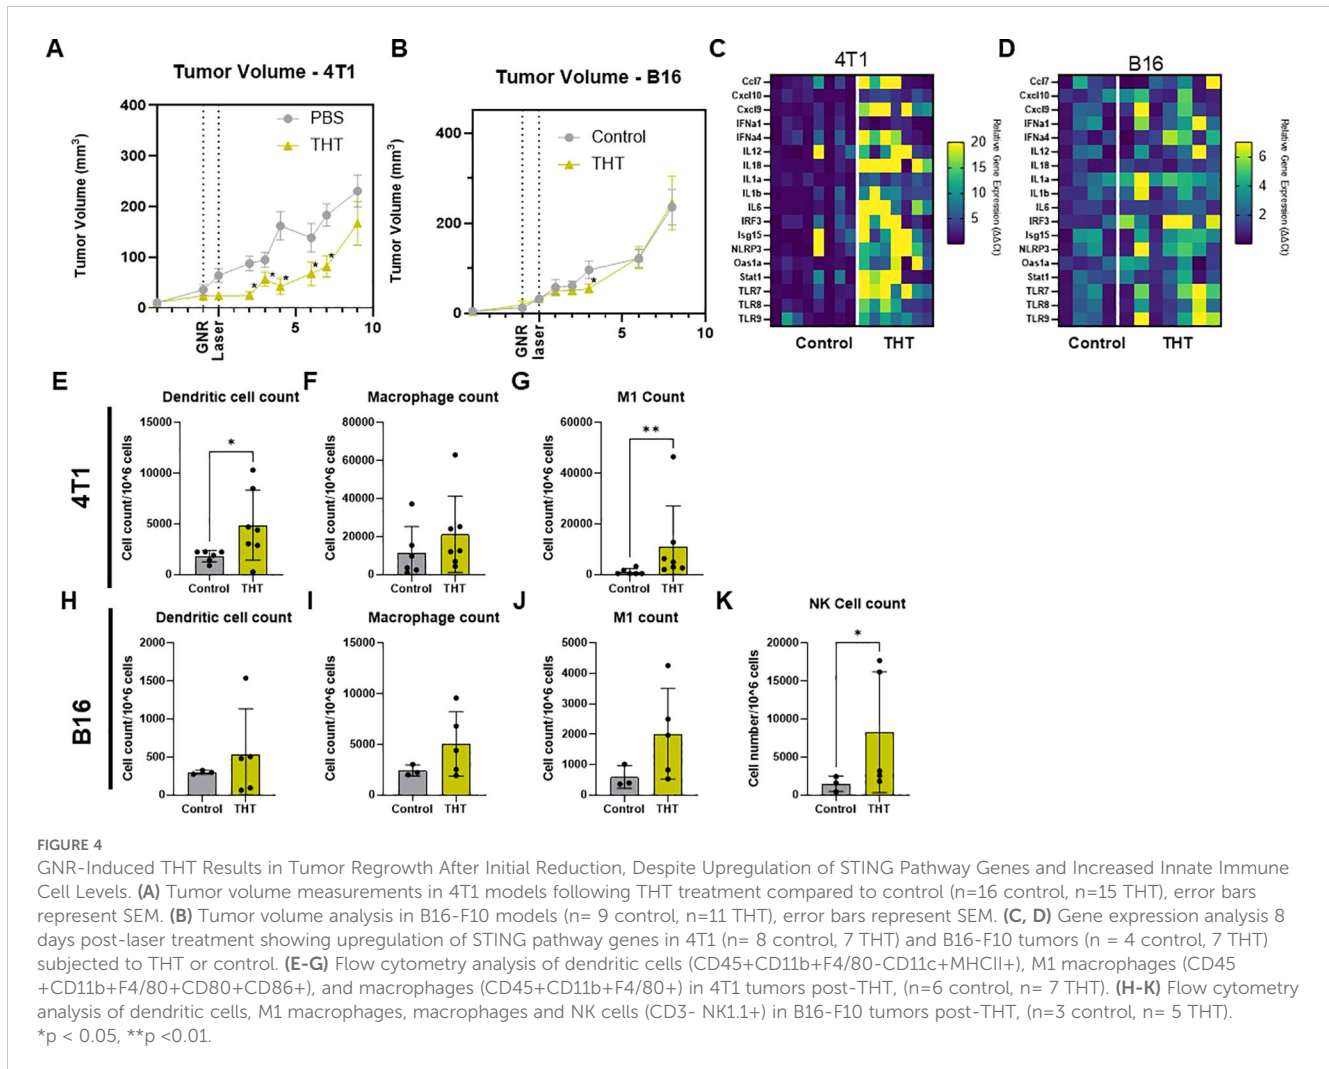 A
Tumor Volume - 4T1
Tumor Volume (mm3)
400
300
200
100
0
PBS
THT
GNR
Laser
5
10
B
Tumor Volume - B16
Tumor Volume (mm3)
400
200
0
Control
THT
GNR
laser
5
10
C
4T1
Ccl7
Cxcl10
Cxcl9
IFNa1
IFNa4
IL12
IL18
IL1a
IL1b
IL6
IRF3
Isg15
NLRP3
Oas1a
Stat1
TLR7
TLR8
TLR9
Control THT
20
15
10
5
Relative Gene Expression (ΔΔCt)
D
B16
Ccl7
Cxcl10
Cxcl9
IFNa1
IFNa4
IL12
IL18
IL1a
IL1b
IL6
IRF3
Isg15
NLRP3
Oas1a
Stat1
TLR7
TLR8
TLR9
Control THT
6
4
2
Relative Gene Expression (ΔΔCt)
4T1
E
Dendritic cell count
Cell count/10^6 cells
15000
10000
5000
0
*
Control THT
F
Macrophage count
Cell count/10^6 cells
80000
60000
40000
20000
0
Control THT
G
M1 Count
Cell count/10^6 cells
60000
40000
20000
0
**
Control THT
B16
H
Dendritic cell count
Cell count/10^6 cells
2000
1500
1000
500
0
Control THT
I
Macrophage count
Cell count/10^6 cells
15000
10000
5000
0
Control THT
J
M1 count
Cell count/10^6 cells
5000
4000
3000
2000
1000
0
Control THT
K
NK Cell count
Cell number/10^6 cells
20000
15000
10000
5000
0
*
Control THT
FIGURE 4
GNR-Induced THT Results in Tumor Regrowth After Initial Reduction, Despite Upregulation of STING Pathway Genes and Increased Innate Immune
Cell Levels. (A) Tumor volume measurements in 4T1 models following THT treatment compared to control (n=16 control, n=15 THT), error bars
represent SEM. (B) Tumor volume analysis in B16-F10 models (n= 9 control, n=11 THT), error bars represent SEM. (C, D) Gene expression analysis 8
days post-laser treatment showing upregulation of STING pathway genes in 4T1 (n= 8 control, 7 THT) and B16-F10 tumors (n = 4 control, 7 THT)
subjected to THT or control. (E-G) Flow cytometry analysis of dendritic cells (CD45+CD11b+F4/80-CD11c+MHCII+), M1 macrophages (CD45
+CD11b+F4/80+CD80+CD86+), and macrophages (CD45+CD11b+F4/80+) in 4T1 tumors post-THT, (n=6 control, n= 7 THT). (H-K) Flow cytometry
analysis of dendritic cells, M1 macrophages, macrophages and NK cells (CD3- NK1.1+) in B16-F10 tumors post-THT, (n=3 control, n= 5 THT).
*p < 0.05, **p <0.01.